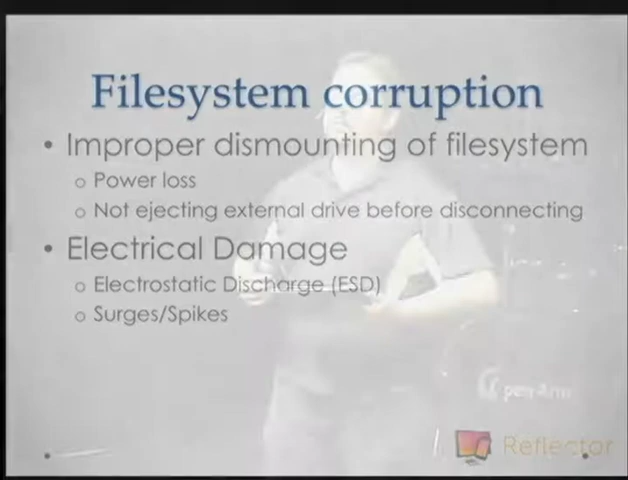 Filesystem corruption
• Improper dismounting of filesystem
o Power loss
o Not ejecting external drive before disconnecting
• Electrical Damage
o Electrostatic Discharge (ESD)
o Surges/Spikes
Reflector